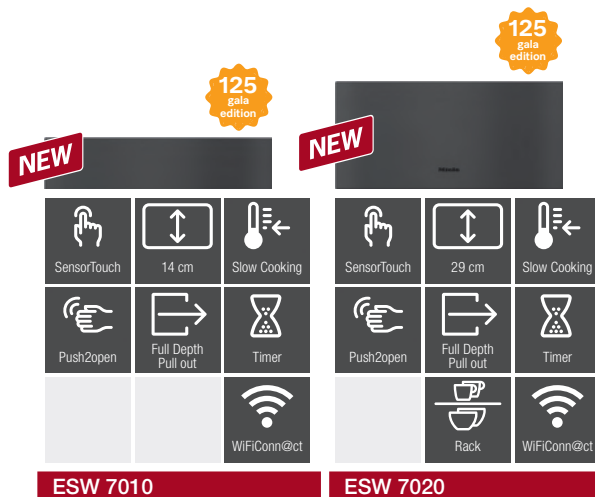 125
gala
edition
NEW
SensorTouch
14 cm
Slow Cooking
Push2open
Full Depth
Pull out
Timer
WiFiConn@ct
ESW 7010
125
gala
edition
NEW
Miele
SensorTouch
29 cm
Slow Cooking
Push2open
Full Depth
Pull out
Timer
Rack
WiFiConn@ct
ESW 7020